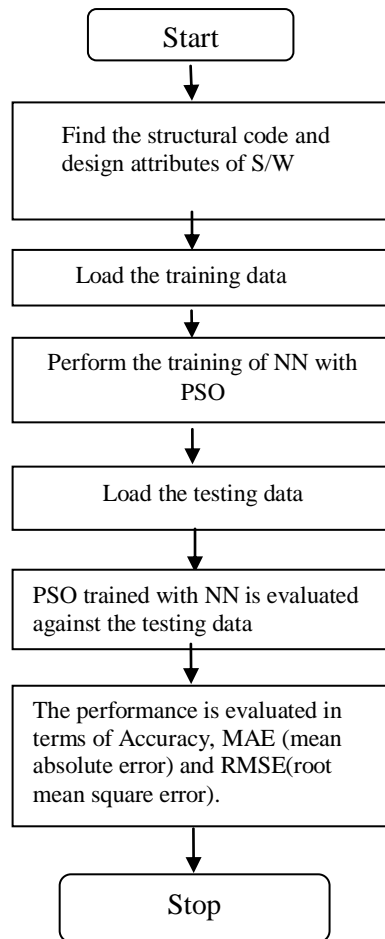 Start
Find the structural code and
design attributes of S/W
Load the training data
Perform the training of NN with
PSO
Load the testing data
PSO trained with NN is evaluated
against the testing data
The performance is evaluated in
terms of Accuracy, MAE (mean
absolute error) and RMSE(root
mean square error).
Stop